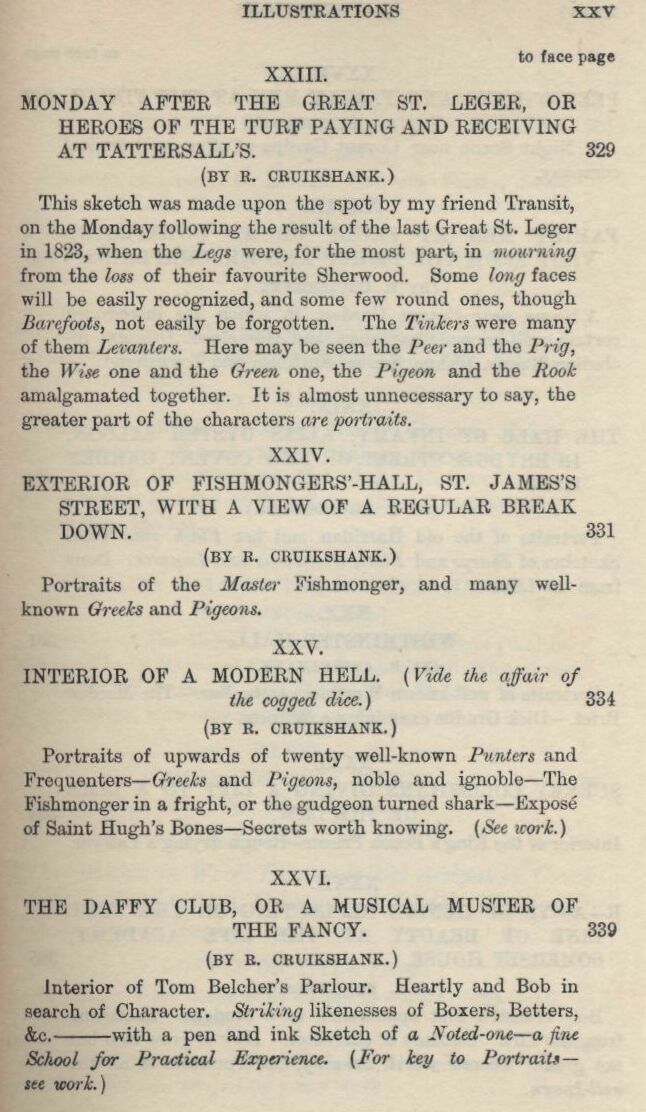 ILLUSTRATIONS XXV
to face page
XXIII.
MONDAY AFTER THE GREAT ST. LEGER, OR
HEROES OF THE TURF PAYING AND RECEIVING
AT TATTERSALL'S. 329
(BY R. CRUIKSHANK.)
This sketch was made upon the spot by my friend Transit,
on the Monday following the result of the last Great St. Leger
in 1823, when the Legs were, for the most part, in mourning
from the loss of their favourite Sherwood. Some long faces
will be easily recognized, and some few round ones, though
Barefoots, not easily be forgotten. The Tinkers were many
of them Levanters. Here may be seen the Peer and the Prig,
the Wise one and the Green one, the Pigeon and the Rook
amalgamated together. It is almost unnecessary to say, the
greater part of the characters are portraits.
XXIV.
EXTERIOR OF FISHMONGERS'-HALL, ST. JAMES'S
STREET, WITH A VIEW OF A REGULAR BREAK
DOWN. 331
(BY R. CRUIKSHANK.)
Portraits of the Master Fishmonger, and many well-
known Greeks and Pigeons.
XXV.
INTERIOR OF A MODERN HELL. (Vide the affair of
the cogged dice.) 334
(BY R. CRUIKSHANK.)
Portraits of upwards of twenty well-known Punters and
Frequenters—Greeks and Pigeons, noble and ignoble—The
Fishmonger in a fright, or the gudgeon turned shark—Exposé
of Saint Hugh's Bones—Secrets worth knowing. (See work.)
XXVI.
THE DAFFY CLUB, OR A MUSICAL MUSTER OF
THE FANCY. 339
(BY R. CRUIKSHANK.)
Interior of Tom Belcher's Parlour. Heartly and Bob in
search of Character. Striking likenesses of Boxers, Betters,
&c.———with a pen and ink Sketch of a Noted-one—a fine
School for Practical Experience. (For key to Portraits—
see work.)